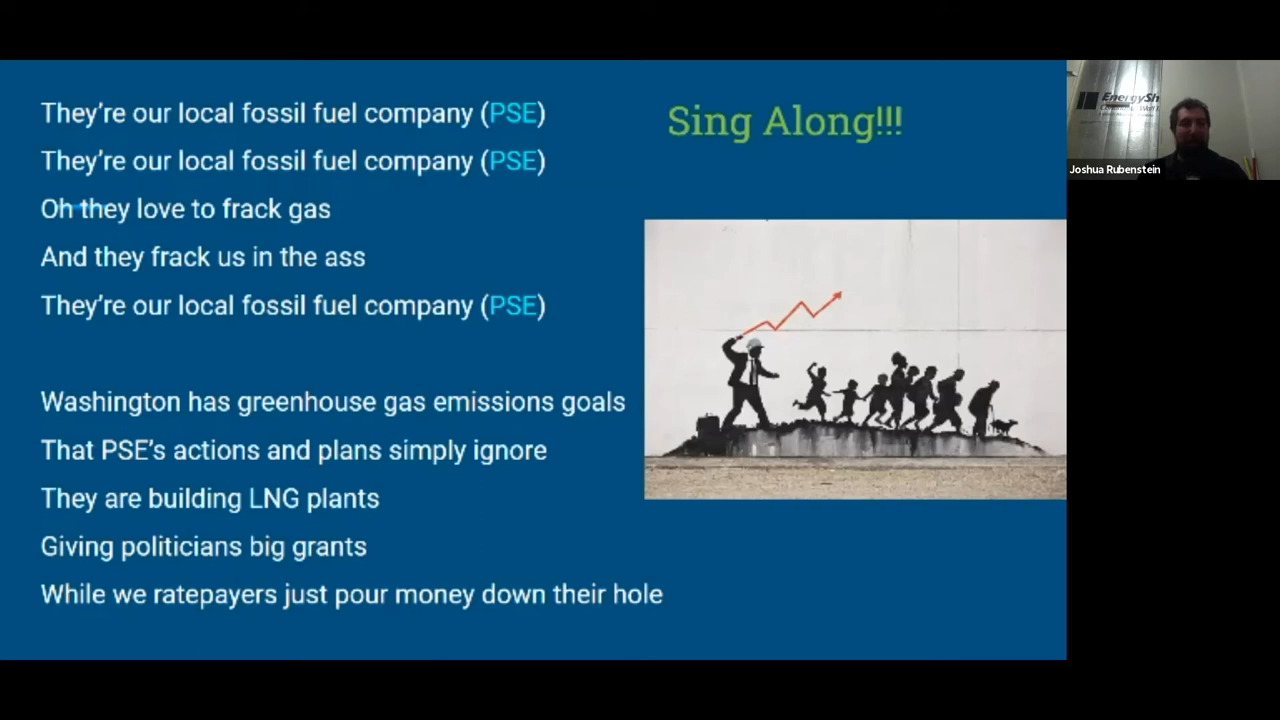 They're our local fossil fuel company (PSE)
They're our local fossil fuel company (PSE)
Oh they love to frack gas
And they frack us in the ass
They're our local fossil fuel company (PSE)
Washington has greenhouse gas emissions goals
That PSE's actions and plans simply ignore
They are building LNG plants
Giving politicians big grants
While we ratepayers just pour money down their hole
Sing Along!!!
EnergySh
Joshua Rubenstein